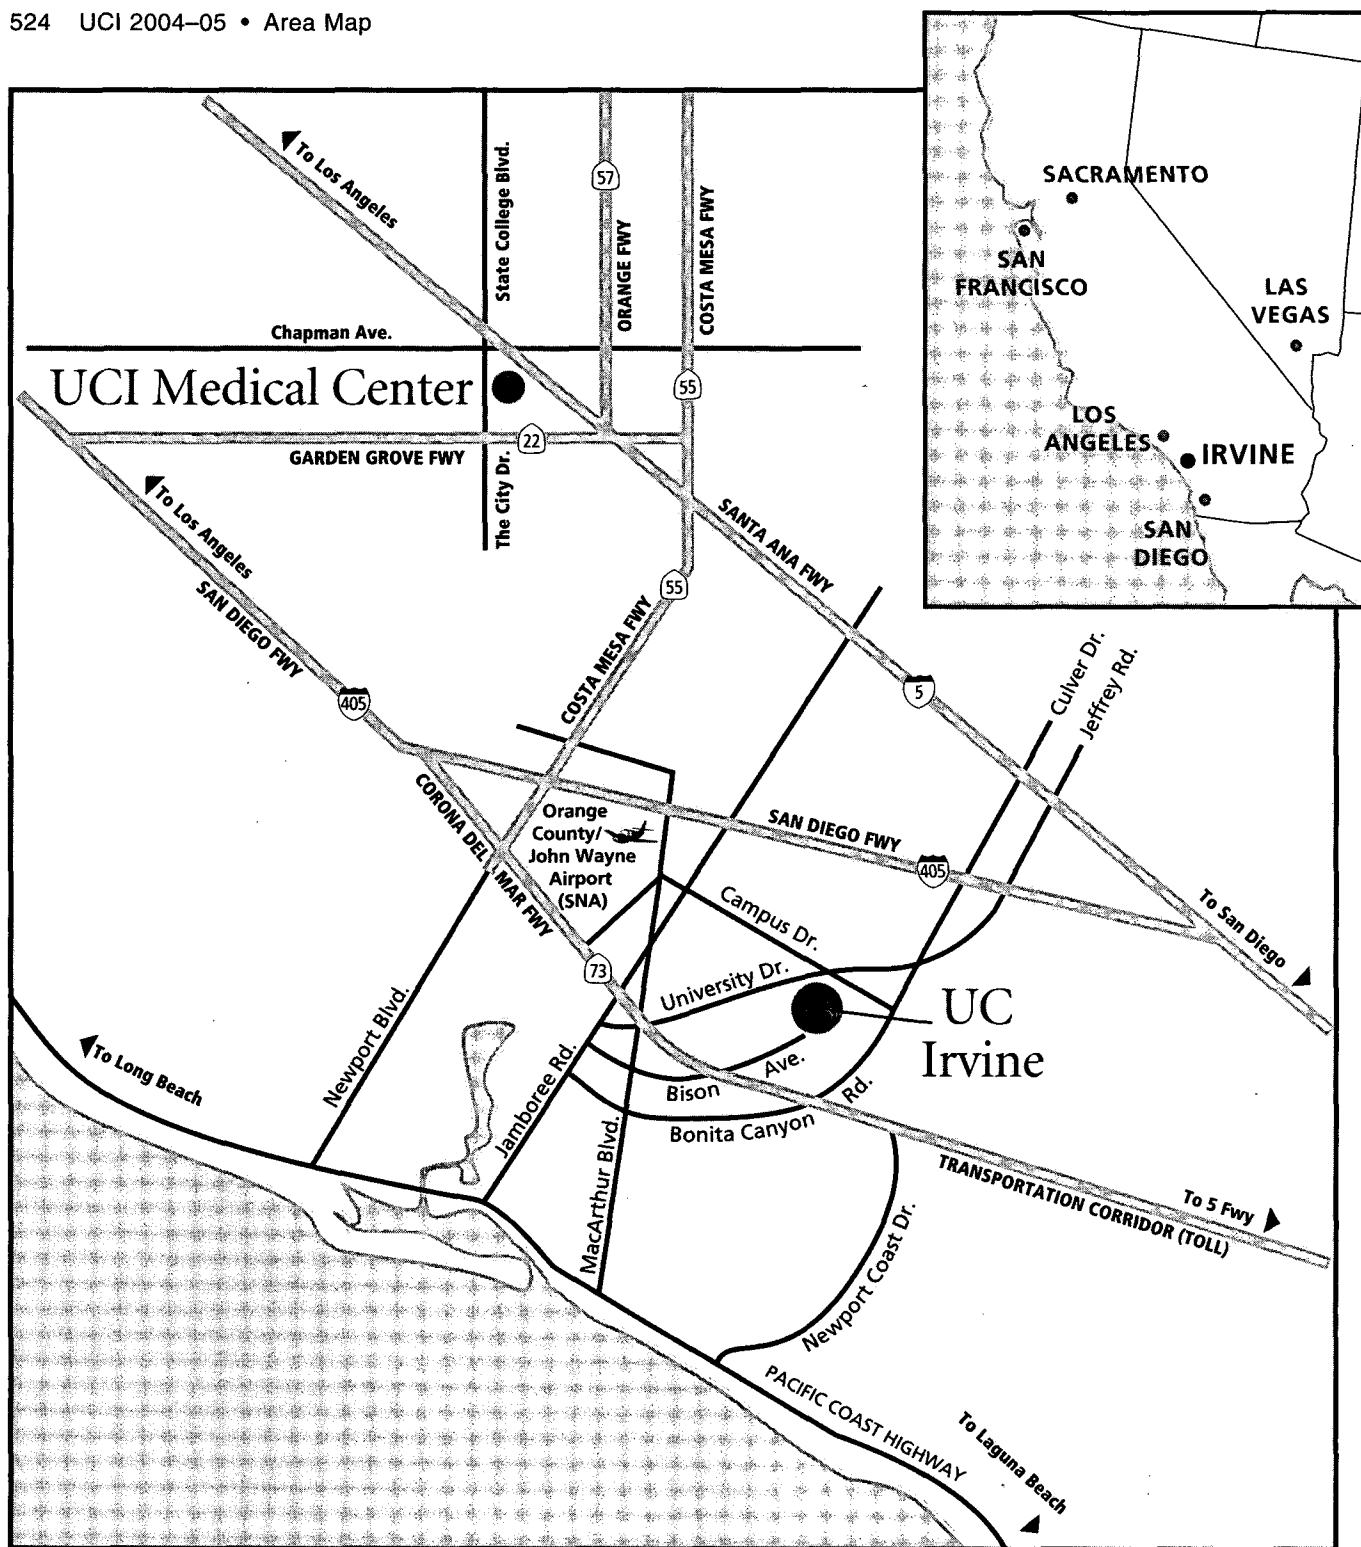 524 UCI 2004–05 • Area Map
SACRAMENTO
SAN
FRANCISCO
LAS
VEGAS
LOS
ANGELES
IRVINE
SAN
DIEGO
To Los Angeles
State College Blvd.
57
ORANGE FWY
COSTA MESA FWY
Chapman Ave.
UCI Medical Center
55
22
GARDEN GROVE FWY
The City Dr.
To Los Angeles
SAN DIEGO FWY
SANTA ANA FWY
55
COSTA MESA FWY
405
5
Culver Dr.
Jeffrey Rd.
CORONA DEL MAR FWY
Orange
County/
John Wayne
Airport
(SNA)
SAN DIEGO FWY
405
Campus Dr.
To San Diego
73
University Dr.
UC
Irvine
Newport Blvd.
To Long Beach
Jamboree Rd.
Bison Ave.
Bonita Canyon Rd.
MacArthur Blvd.
TRANSPORTATION CORRIDOR (TOLL)
To 5 Fwy
Newport Coast Dr.
PACIFIC COAST HIGHWAY
To Laguna Beach